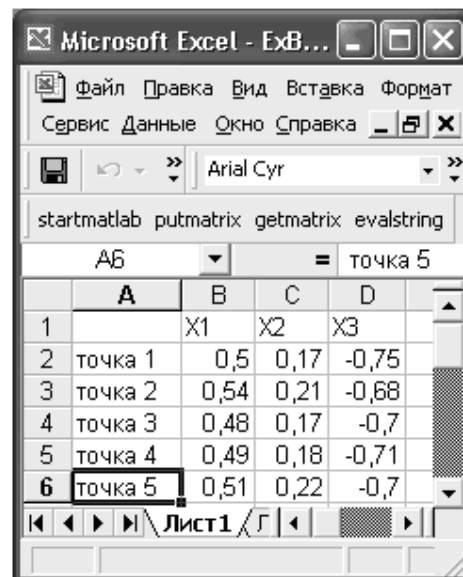 Microsoft Excel - ExB...
Файл Правка Вид Вставка Формат
Сервис Данные Окно Справка
Arial Cyr
startmatlab putmatrix getmatrix evalstring
A6 = точка 5
A B C D
1 X1 X2 X3
2 точка 1 0,5 0,17 -0,75
3 точка 2 0,54 0,21 -0,68
4 точка 3 0,48 0,17 -0,7
5 точка 4 0,49 0,18 -0,71
6 точка 5 0,51 0,22 -0,7
Лист1